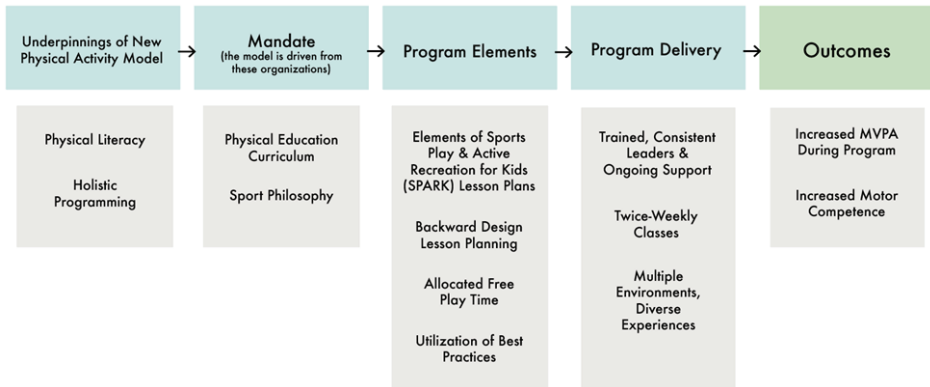 Underpinnings of New
Physical Activity Model
Mandate
(the model is driven from
these organizations)
Program Elements
Program Delivery
Outcomes
Physical Literacy
Holistic
Programming
Physical Education
Curriculum
Sport Philosophy
Elements of Sports
Play & Active
Recreation for Kids
(SPARK) Lesson Plans
Backward Design
Lesson Planning
Allocated Free
Play Time
Utilization of Best
Practices
Trained, Consistent
Leaders &
Ongoing Support
Twice-Weekly
Classes
Multiple
Environments,
Diverse
Experiences
Increased MVPA
During Program
Increased Motor
Competence